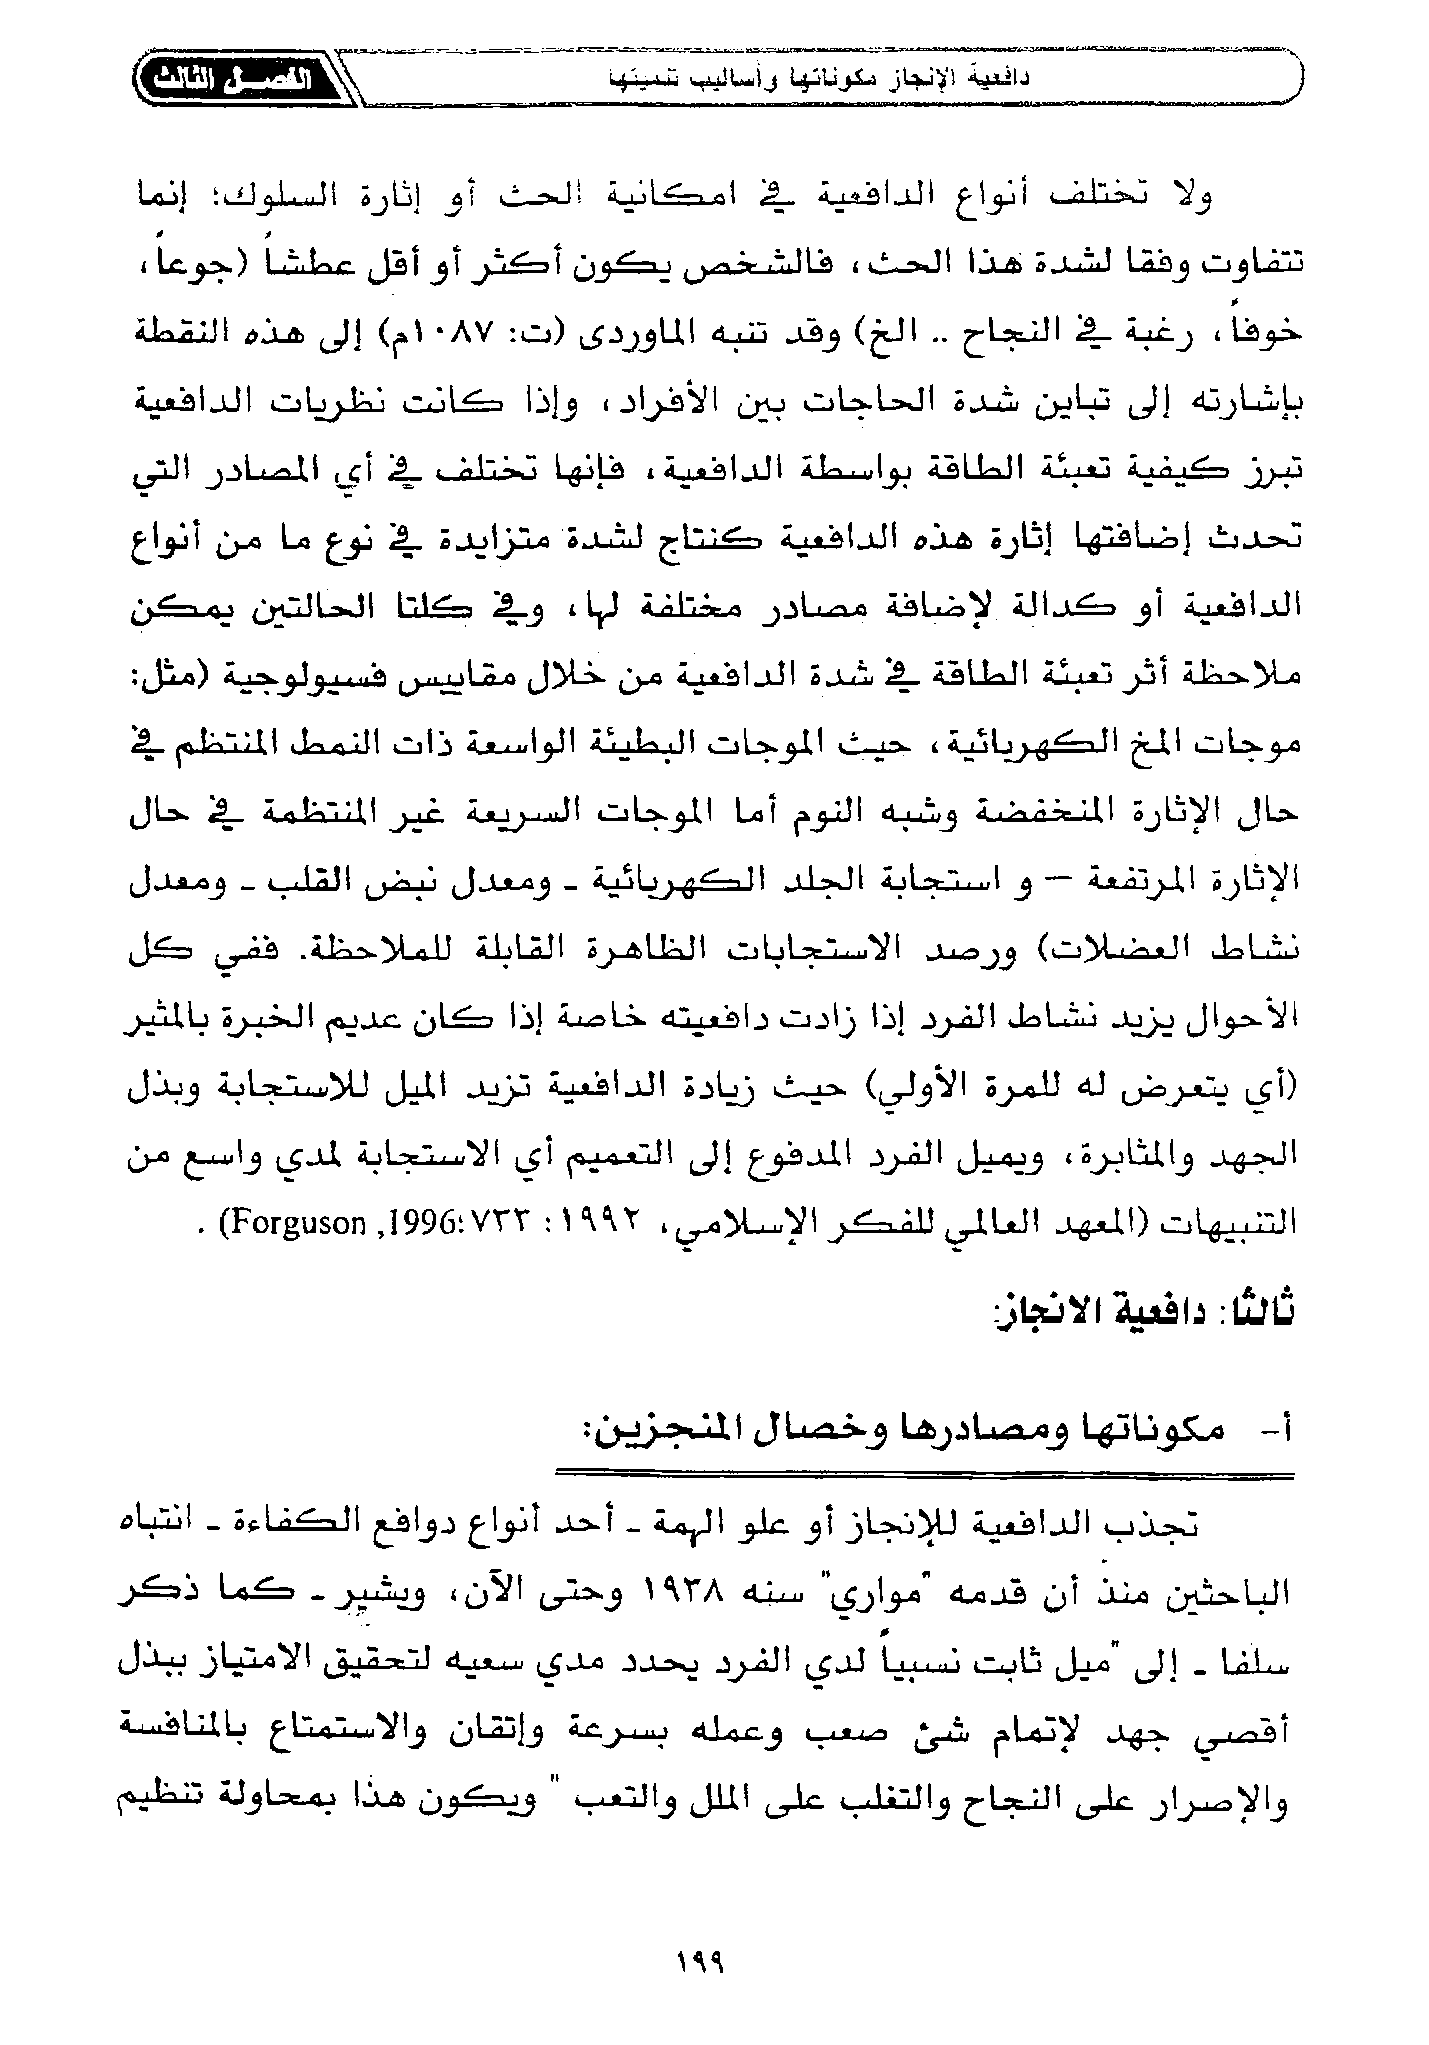 دافعية الإنجاز مكوناتها وأساليب تنميتها
الفصل الثالث
ولا تختلف أنواع الدافعية في امكانية الحث أو إثارة السلوك؛ إنما
تتفاوت وفقا لشدة هذا الحث، فالشخص يكون أكثر أو أقل عطشاً (جوعاً،
خوفاً، رغبة في النجاح .. الخ) وقد تنبه الماوردى (ت: ١٠٨٧م) إلى هذه النقطة
بإشارته إلى تباين شدة الحاجات بين الأفراد، وإذا كانت نظريات الدافعية
تبرز كيفية تعبئة الطاقة بواسطة الدافعية، فإنها تختلف في أي المصادر التي
تحدث إضافتها إثارة هذه الدافعية كنتاج لشدة متزايدة في نوع ما من أنواع
الدافعية أو كدالة لإضافة مصادر مختلفة لها، وفي كلتا الحالتين يمكن
ملاحظة أثر تعبئة الطاقة في شدة الدافعية من خلال مقاييس فسيولوجية (مثل:
موجات المخ الكهربائية، حيث الموجات البطيئة الواسعة ذات النمط المنتظم في
حال الإثارة المنخفضة وشبه النوم أما الموجات السريعة غير المنتظمة في حال
الإثارة المرتفعة – و استجابة الجلد الكهربائية - ومعدل نبض القلب - ومعدل
نشاط العضلات) ورصد الاستجابات الظاهرة القابلة للملاحظة. ففي كل
الأحوال يزيد نشاط الفرد إذا زادت دافعيته خاصة إذا كان عديم الخبرة بالمثير
(أي يتعرض له للمرة الأولي) حيث زيادة الدافعية تزيد الميل للاستجابة وبذل
الجهد والمثابرة، ويميل الفرد المدفوع إلى التعميم أي الاستجابة لمدي واسع من
التنبيهات (المعهد العالمي للفكر الإسلامي، ١٩٩٢: ٧٣٣؛Forguson ,1996) .
ثالثا: دافعية الانجاز:
أ- مكوناتها ومصادرها وخصال المنجزين:
تجذب الدافعية للإنجاز أو علو الهمة - أحد أنواع دوافع الكفاءة - انتباه
الباحثين منذ أن قدمه "مواري" سنه ١٩٣٨ وحتى الآن، ويشير - كما ذكر
سلفا - إلى "ميل ثابت نسبياً لدي الفرد يحدد مدي سعيه لتحقيق الامتياز ببذل
أقصي جهد لإتمام شئ صعب وعمله بسرعة وإتقان والاستمتاع بالمنافسة
والإصرار على النجاح والتغلب على الملل والتعب " ويكون هذا بمحاولة تنظيم
١٩٩